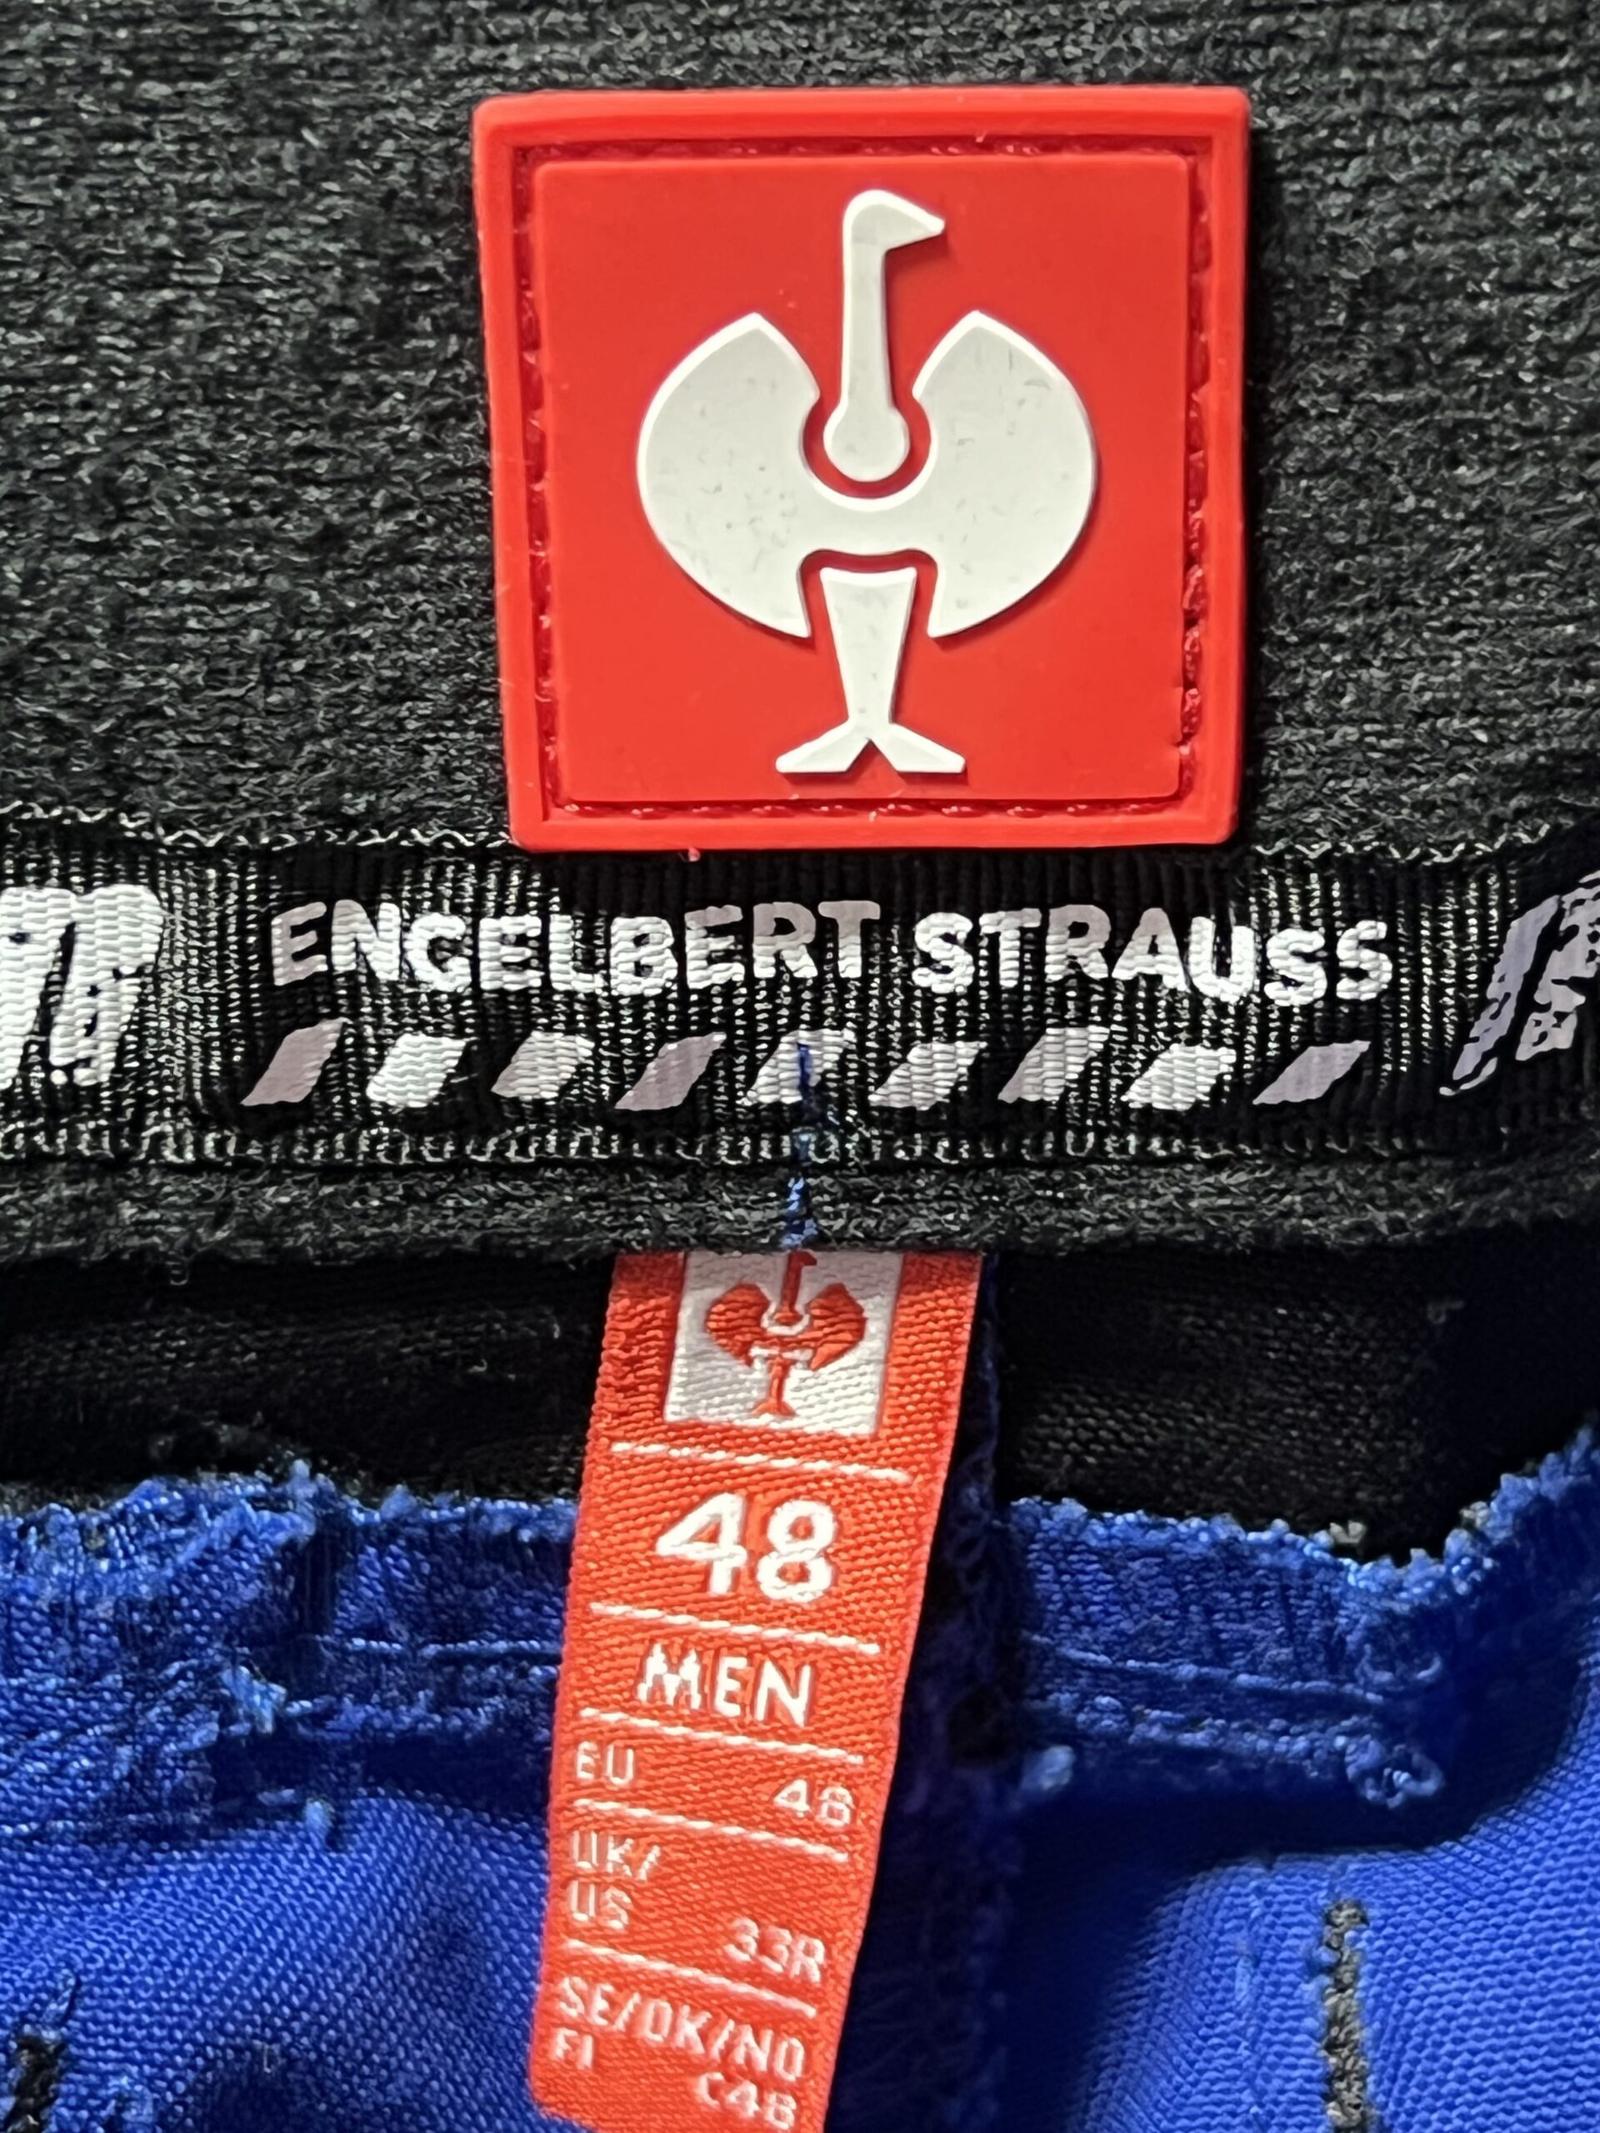 ENGELBERT STRAUSS
48
MEN
EU 48
UK/
US 33R
SE/DK/NO
FI C48